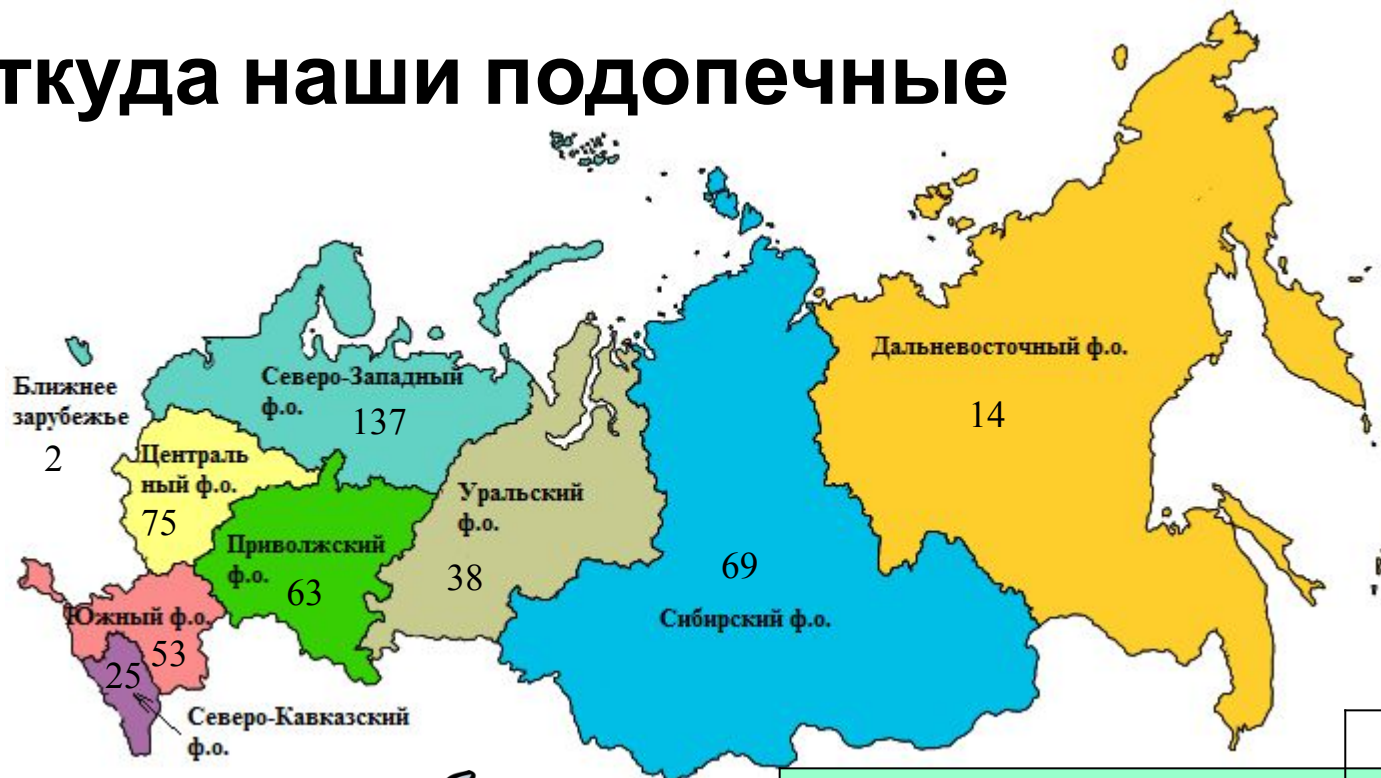 ткуда наши подопечные
Ближнее
зарубежье
2
Северо-Западный
ф.о.
137
Дальневосточный ф.о.
14
Централь
ный ф.о.
75
Уральский
ф.о.
38
Приволжский
ф.о.
63
69
Сибирский ф.о.
Южный ф.о.
53
25
Северо-Кавказский
ф.о.